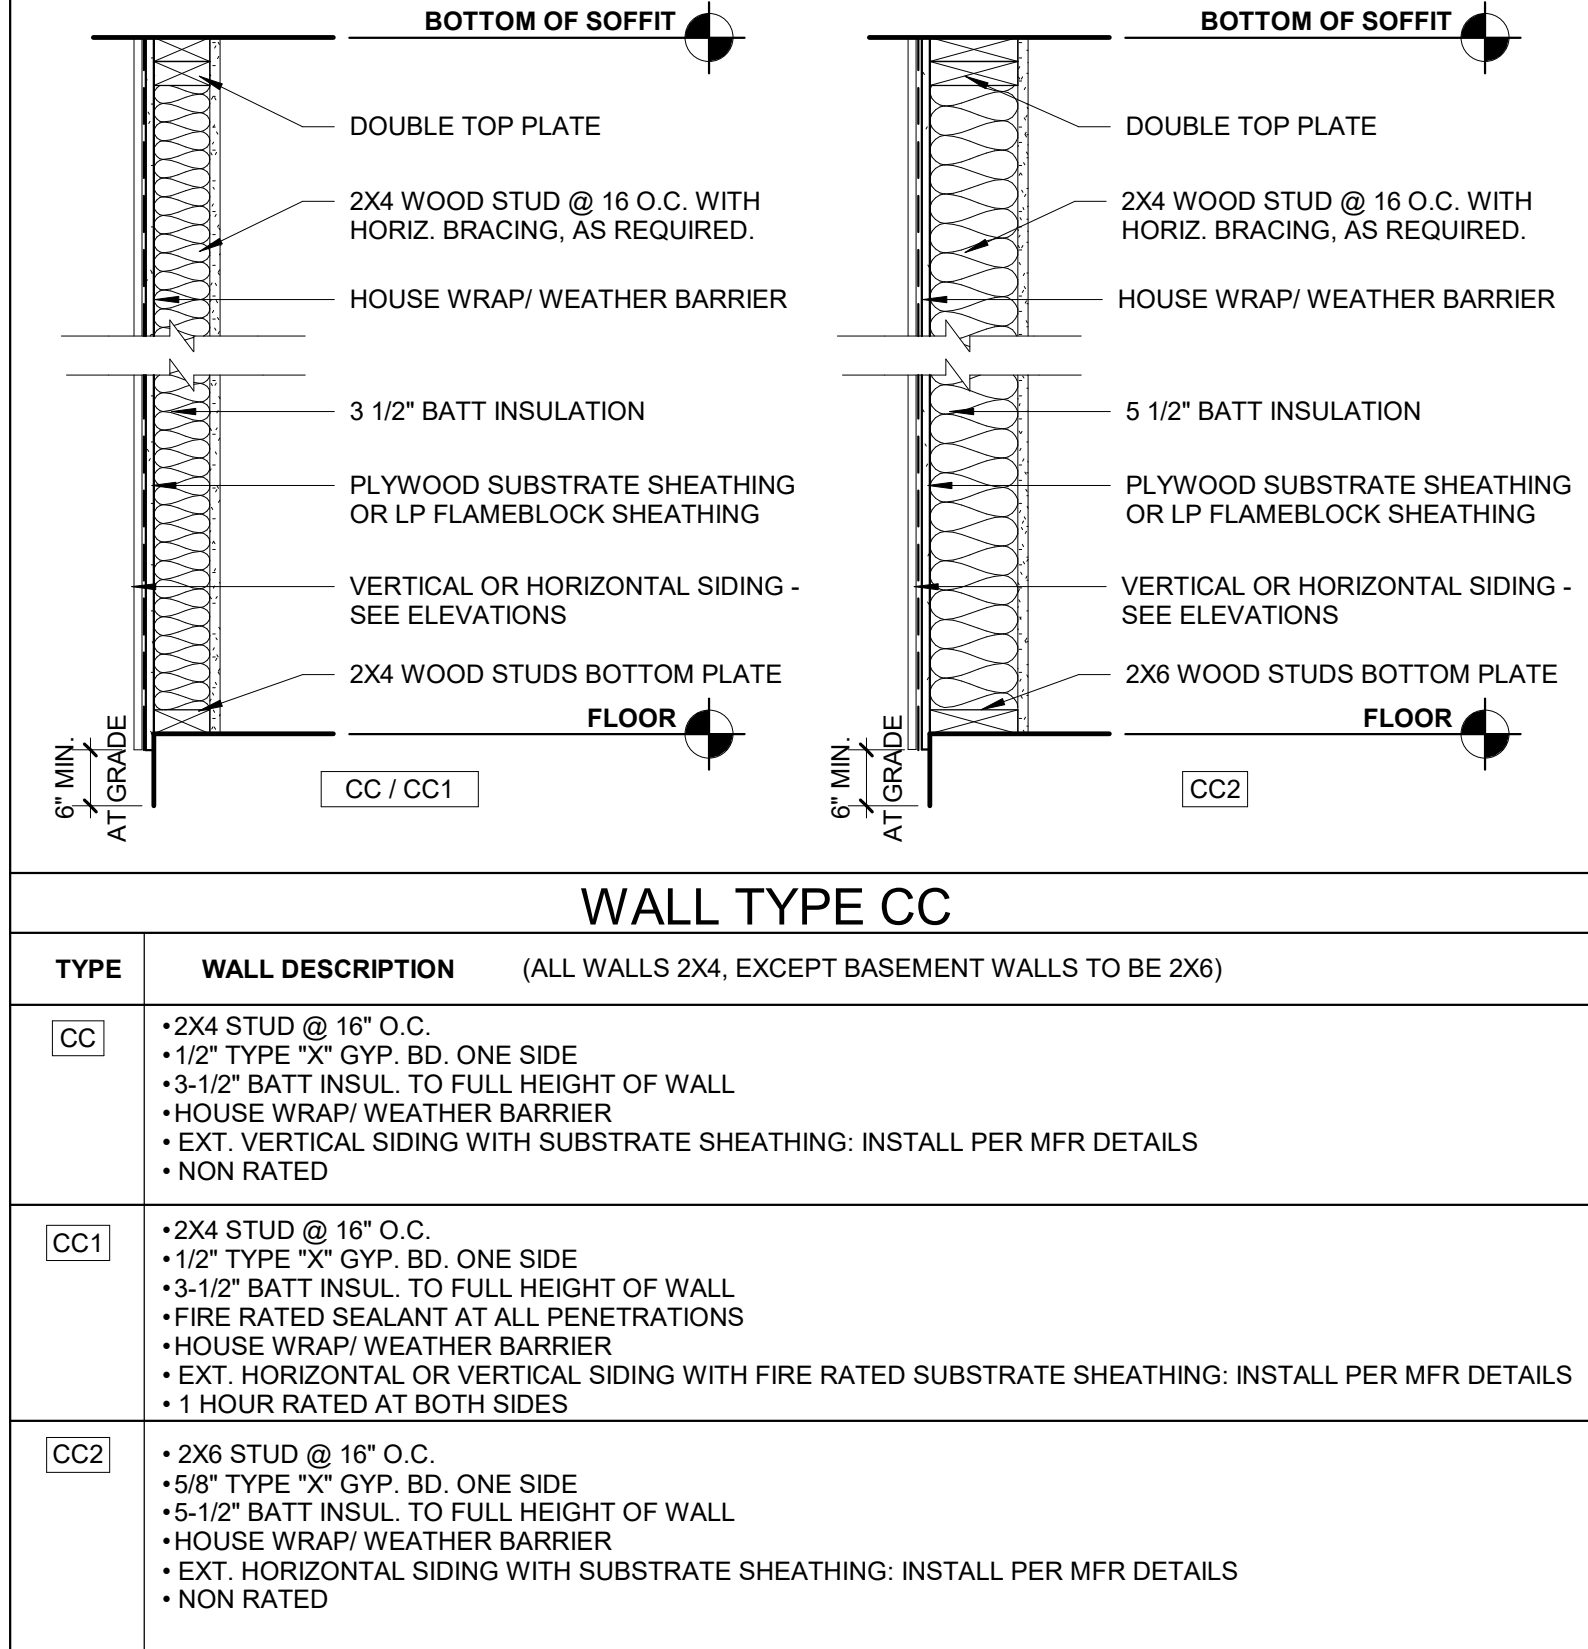 BOTTOM OF SOFFIT
DOUBLE TOP PLATE
2X4 WOOD STUD @ 16 O.C. WITH
HORIZ. BRACING, AS REQUIRED.
HOUSE WRAP/ WEATHER BARRIER
3 1/2" BATT INSULATION
PLYWOOD SUBSTRATE SHEATHING
OR LP FLAMEBLOCK SHEATHING
VERTICAL OR HORIZONTAL SIDING -
SEE ELEVATIONS
2X4 WOOD STUDS BOTTOM PLATE
FLOOR
6" MIN.
AT GRADE
CC / CC1
BOTTOM OF SOFFIT
DOUBLE TOP PLATE
2X4 WOOD STUD @ 16 O.C. WITH
HORIZ. BRACING, AS REQUIRED.
HOUSE WRAP/ WEATHER BARRIER
5 1/2" BATT INSULATION
PLYWOOD SUBSTRATE SHEATHING
OR LP FLAMEBLOCK SHEATHING
VERTICAL OR HORIZONTAL SIDING -
SEE ELEVATIONS
2X6 WOOD STUDS BOTTOM PLATE
FLOOR
6" MIN.
AT GRADE
CC2
WALL TYPE CC
TYPE WALL DESCRIPTION (ALL WALLS 2X4, EXCEPT BASEMENT WALLS TO BE 2X6)
CC
•2X4 STUD @ 16" O.C.
•1/2" TYPE "X" GYP. BD. ONE SIDE
•3-1/2" BATT INSUL. TO FULL HEIGHT OF WALL
•HOUSE WRAP/ WEATHER BARRIER
• EXT. VERTICAL SIDING WITH SUBSTRATE SHEATHING: INSTALL PER MFR DETAILS
• NON RATED
CC1
•2X4 STUD @ 16" O.C.
•1/2" TYPE "X" GYP. BD. ONE SIDE
•3-1/2" BATT INSUL. TO FULL HEIGHT OF WALL
•FIRE RATED SEALANT AT ALL PENETRATIONS
•HOUSE WRAP/ WEATHER BARRIER
• EXT. HORIZONTAL OR VERTICAL SIDING WITH FIRE RATED SUBSTRATE SHEATHING: INSTALL PER MFR DETAILS
• 1 HOUR RATED AT BOTH SIDES
CC2
• 2X6 STUD @ 16" O.C.
•5/8" TYPE "X" GYP. BD. ONE SIDE
•5-1/2" BATT INSUL. TO FULL HEIGHT OF WALL
•HOUSE WRAP/ WEATHER BARRIER
• EXT. HORIZONTAL SIDING WITH SUBSTRATE SHEATHING: INSTALL PER MFR DETAILS
• NON RATED